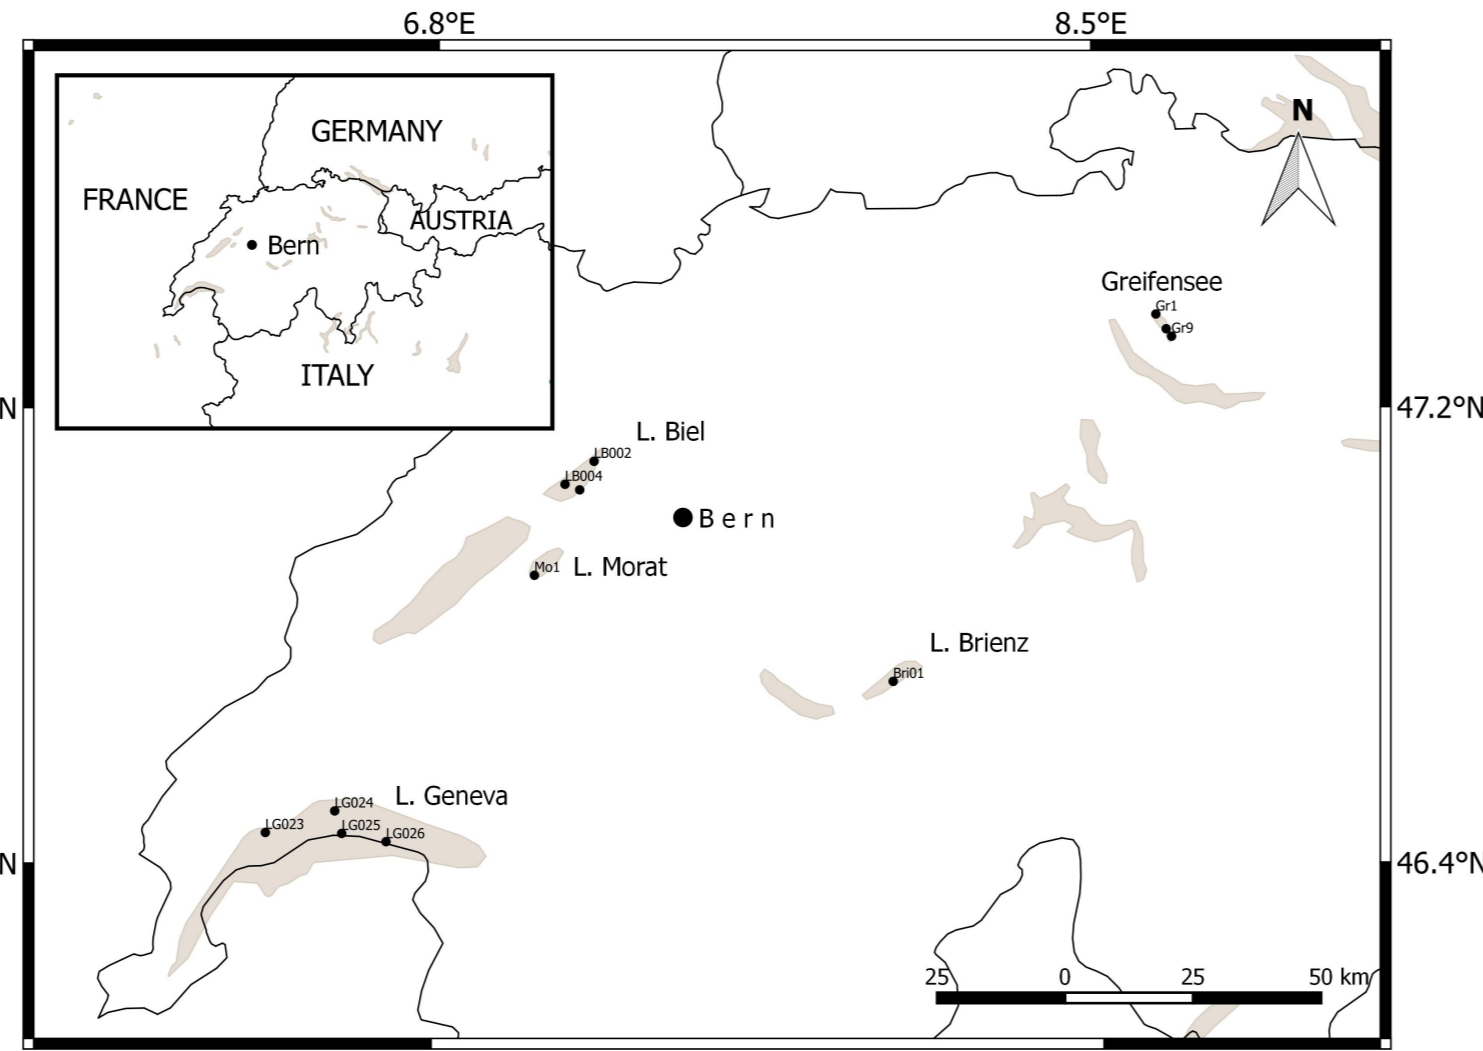 6.8°E 8.5°E
N
GERMANY
FRANCE
AUSTRIA
Bern
ITALY
Greifensee
Gr1
Gr9
N 47.2°N
L. Biel
LB002
LB004
Bern
Mo1 L. Morat
L. Brienz
Bri01
L. Geneva
LG024
LG023 LG025 LG026
N 46.4°N
25 0 25 50 km